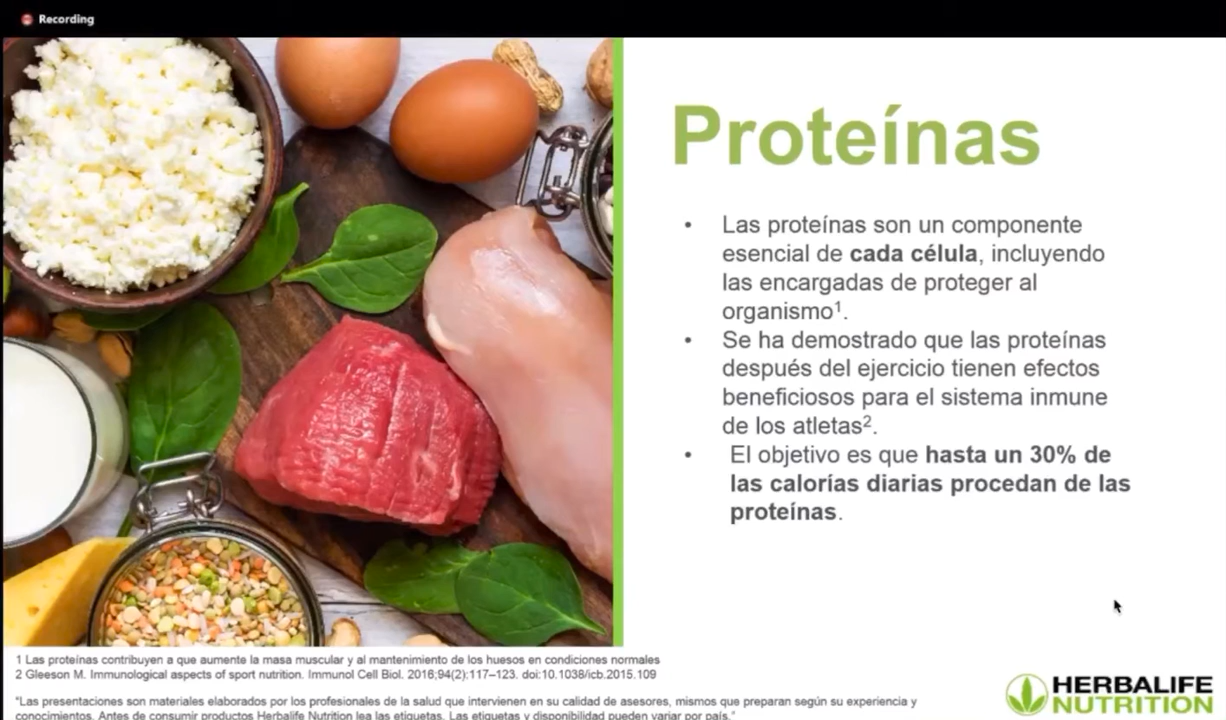 Recording
Proteínas
• Las proteínas son un componente
esencial de cada célula, incluyendo
las encargadas de proteger al
organismo¹.
• Se ha demostrado que las proteínas
después del ejercicio tienen efectos
beneficiosos para el sistema inmune
de los atletas².
• El objetivo es que hasta un 30% de
las calorías diarias procedan de las
proteínas.
1 Las proteínas contribuyen a que aumente la masa muscular y al mantenimiento de los huesos en condiciones normales
2 Gleeson M. Immunological aspects of sport nutrition. Immunol Cell Biol. 2016;94(2):117–123. doi:10.1038/icb.2015.109
"Las presentaciones son materiales elaborados por los profesionales de la salud que intervienen en su calidad de asesores, mismos que preparan según su experiencia y
conocimientos. Antes de consumir productos Herbalife Nutrition lea las etiquetas. Las etiquetas y disponibilidad pueden variar por país."
HERBALIFE
NUTRITION